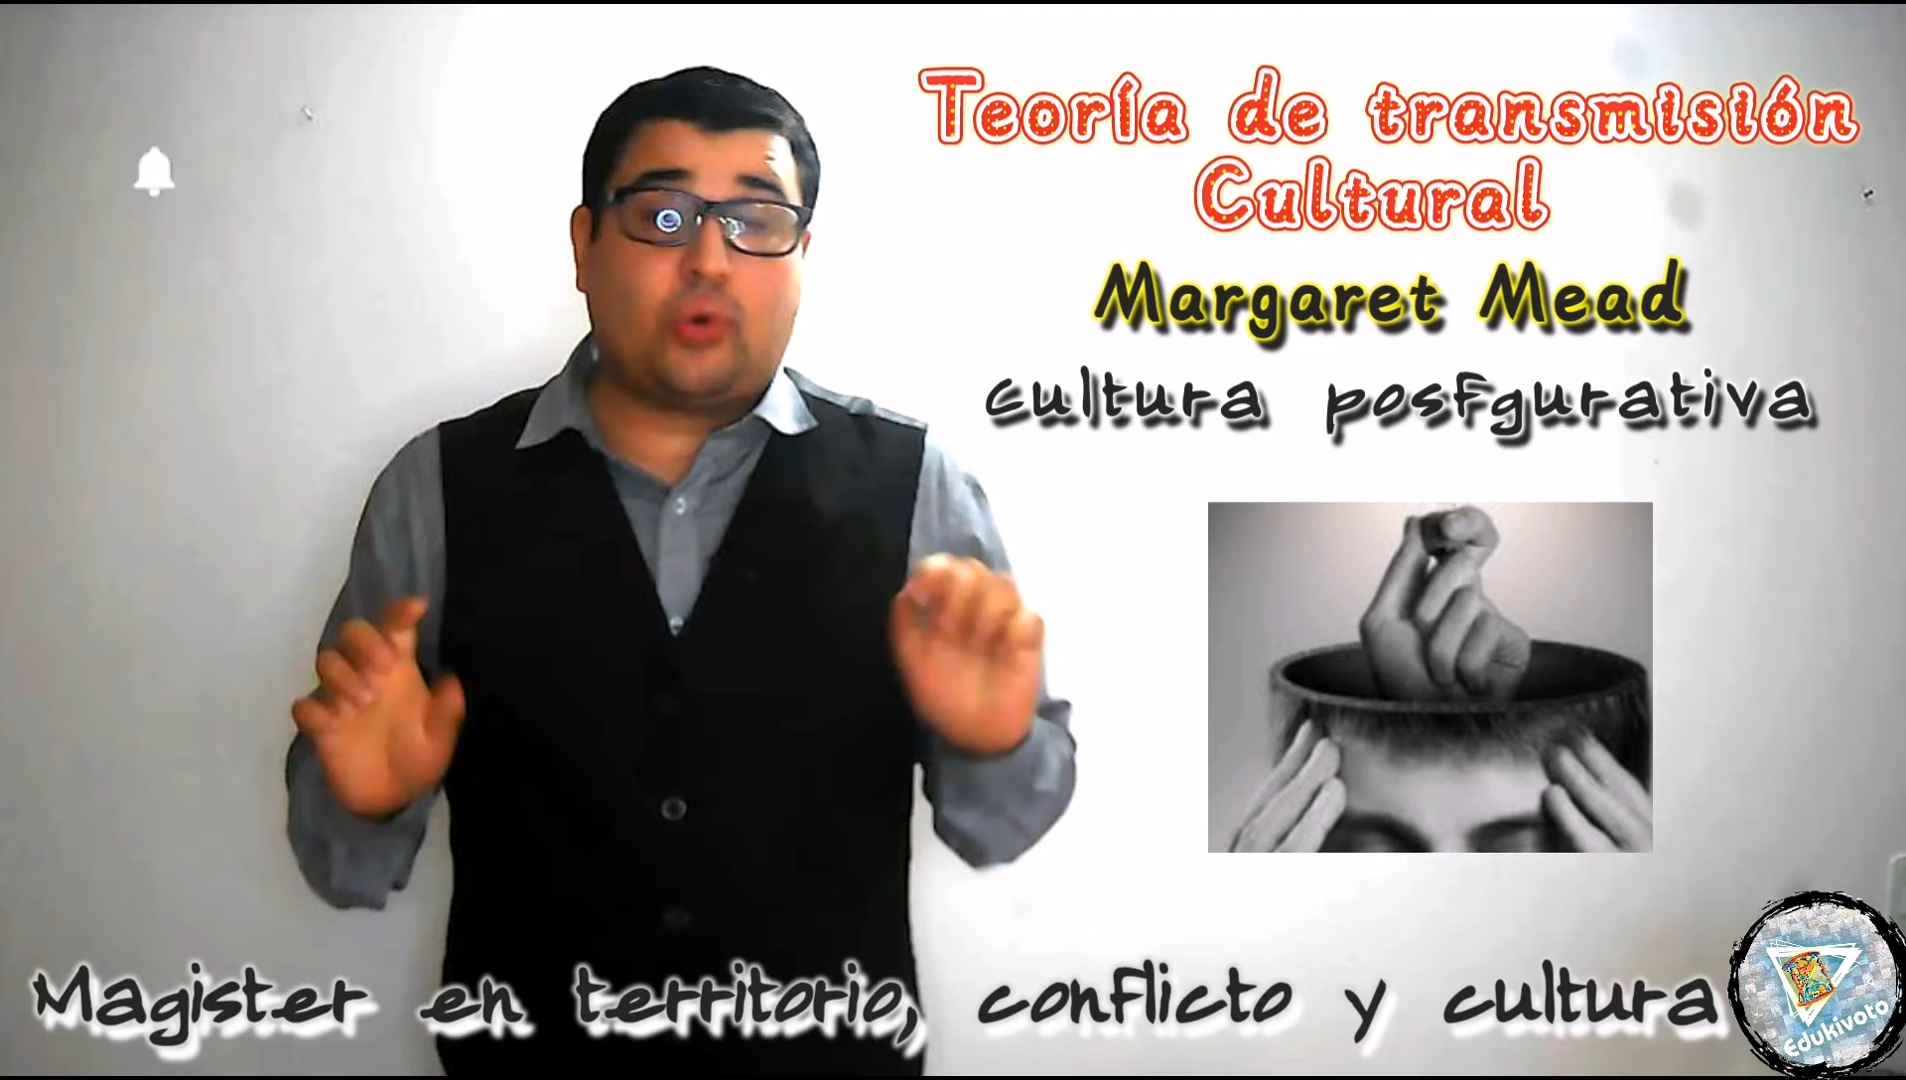 Teoría de transmisión
Cultural
Margaret Mead
cultura posfgurativa
Magister en territorio, conflicto y cultura
Edukivoto